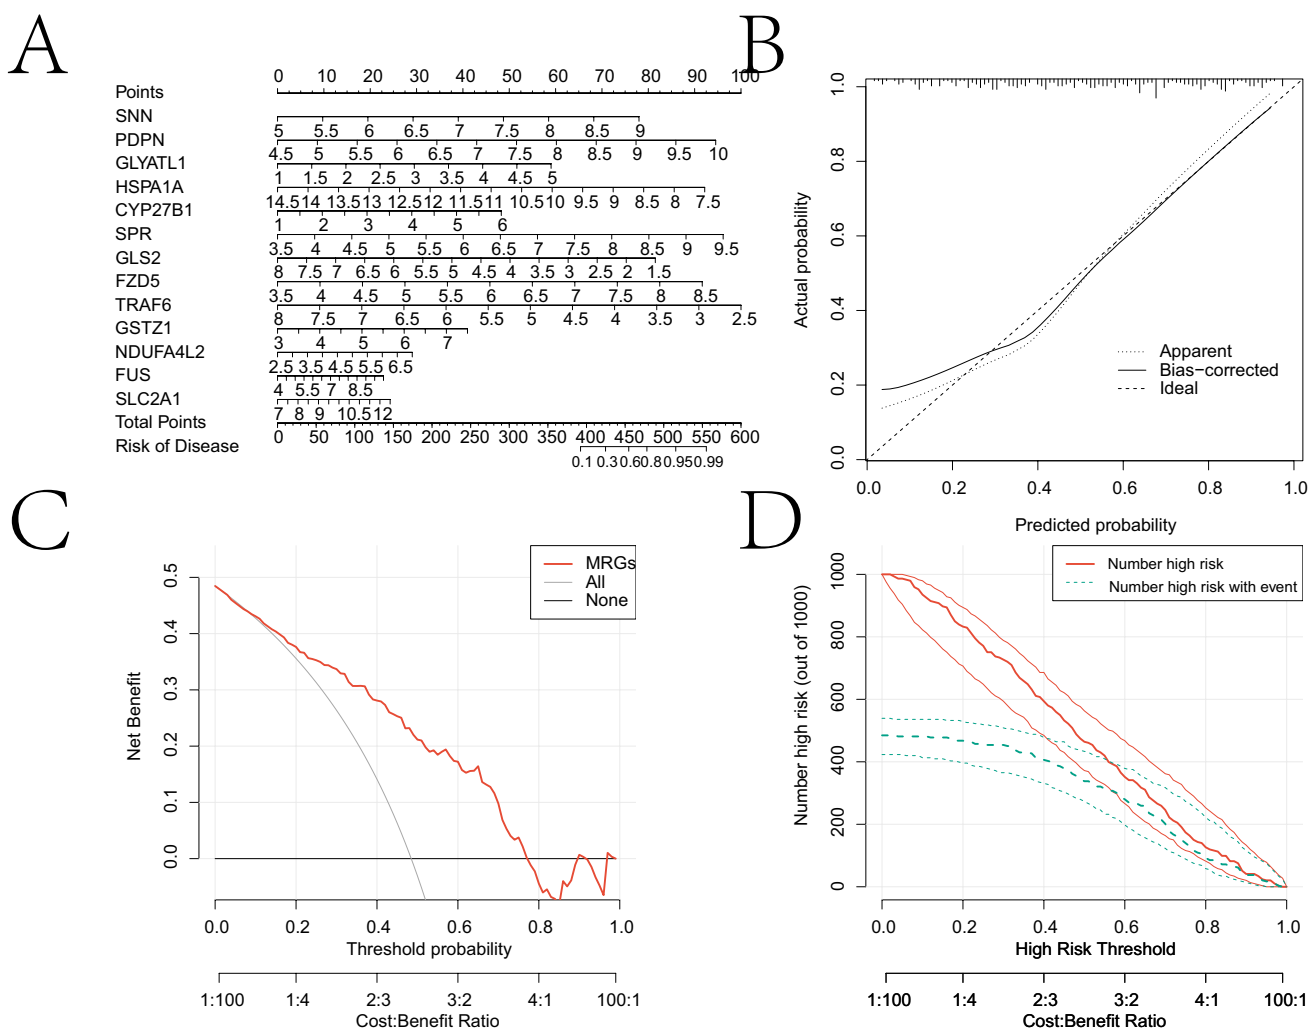 A
0 10 20 30 40 50 60 70 80 90 100
Points
SNN
5 5.5 6 6.5 7 7.5 8 8.5 9
PDPN
4.5 5 5.5 6 6.5 7 7.5 8 8.5 9 9.5 10
GLYATL1
1 1.5 2 2.5 3 3.5 4 4.5 5
HSPA1A
14.5 14 13.5 13 12.5 12 11.5 11 10.5 10 9.5 9 8.5 8 7.5
CYP27B1
1 2 3 4 5 6
SPR
3.5 4 4.5 5 5.5 6 6.5 7 7.5 8 8.5 9 9.5
GLS2
8 7.5 7 6.5 6 5.5 5 4.5 4 3.5 3 2.5 2 1.5
FZD5
3.5 4 4.5 5 5.5 6 6.5 7 7.5 8 8.5
TRAF6
8 7.5 7 6.5 6 5.5 5 4.5 4 3.5 3 2.5
GSTZ1
3 4 5 6 7
NDUFA4L2
2.5 3.5 4.5 5.5 6.5
FUS
4 5.5 7 8.5
SLC2A1
7 8 9 10.5 12
Total Points
0 50 100 150 200 250 300 350 400 450 500 550 600
Risk of Disease
0.1 0.3 0.6 0.8 0.95 0.99
B
Actual probability
1.0
0.8
0.6
0.4
0.2
0.0
Apparent
Bias−corrected
Ideal
0.0 0.2 0.4 0.6 0.8 1.0
Predicted probability
C
Net Benefit
0.5
0.4
0.3
0.2
0.1
0.0
MRGs
All
None
0.0 0.2 0.4 0.6 0.8 1.0
Threshold probability
1:100 1:4 2:3 3:2 4:1 100:1
Cost:Benefit Ratio
D
Number high risk (out of 1000)
1000
800
600
400
200
0
Number high risk
Number high risk with event
0.0 0.2 0.4 0.6 0.8 1.0
High Risk Threshold
1:100 1:4 2:3 3:2 4:1 100:1
Cost:Benefit Ratio